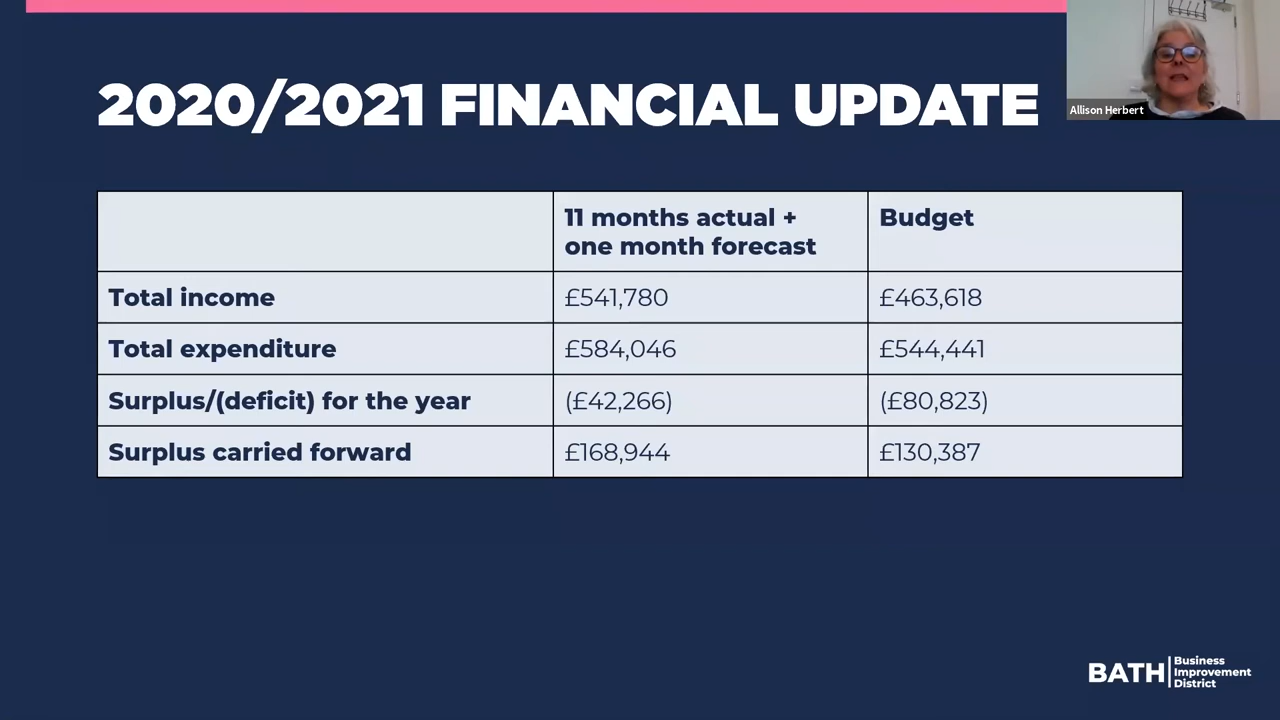 2020/2021 FINANCIAL UPDATE
Allison Herbert
11 months actual +
one month forecast
Budget
Total income
£541,780
£463,618
Total expenditure
£584,046
£544,441
Surplus/(deficit) for the year
(£42,266)
(£80,823)
Surplus carried forward
£168,944
£130,387
BATH
Business
Improvement
District